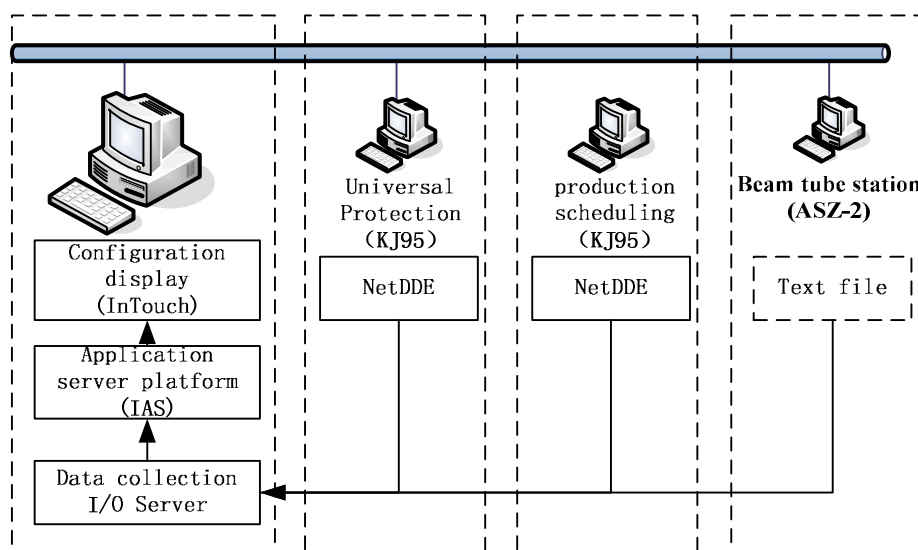 Configuration
display
(InTouch)
Application
server platform
(IAS)
Data collection
I/O Server
Universal
Protection
(KJ95)
NetDDE
production
scheduling
(KJ95)
NetDDE
Beam tube station
(ASZ-2)
Text file